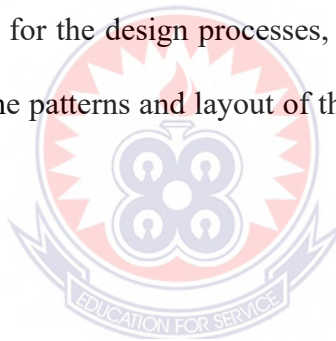 for the design processes,
ne patterns and layout of th
EDUCATION FOR SERVICE